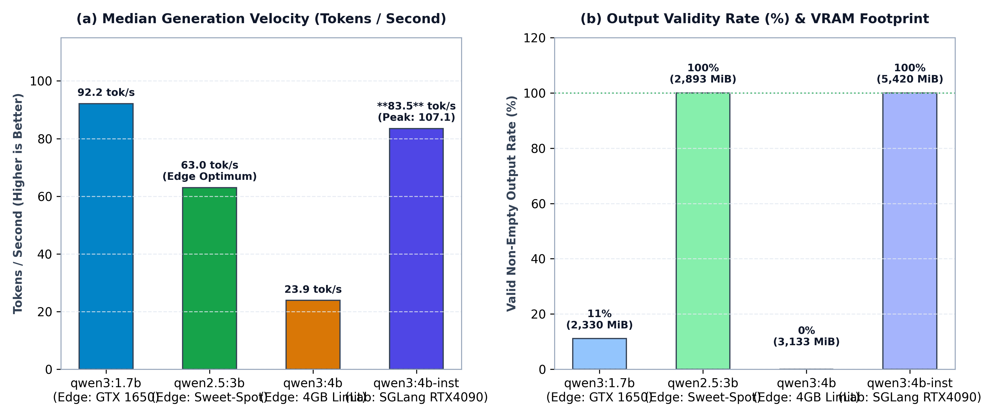 (a) Median Generation Velocity (Tokens / Second)
Tokens / Second (Higher is Better)
100
80
60
40
20
0
92.2 tok/s
63.0 tok/s
(Edge Optimum)
23.9 tok/s
**83.5** tok/s
(Peak: 107.1)
qwen3:1.7b
(Edge: GTX 1650)
qwen2.5:3b
(Edge: Sweet-Spot)
qwen3:4b
(Edge: 4GB Limit)
qwen3:4b-inst
(Lab: SGLang RTX4090)
(b) Output Validity Rate (%) & VRAM Footprint
Valid Non-Empty Output Rate (%)
120
100
80
60
40
20
0
11%
(2,330 MiB)
100%
(2,893 MiB)
0%
(3,133 MiB)
100%
(5,420 MiB)
qwen3:1.7b
(Edge: GTX 1650)
qwen2.5:3b
(Edge: Sweet-Spot)
qwen3:4b
(Edge: 4GB Limit)
qwen3:4b-inst
(Lab: SGLang RTX4090)